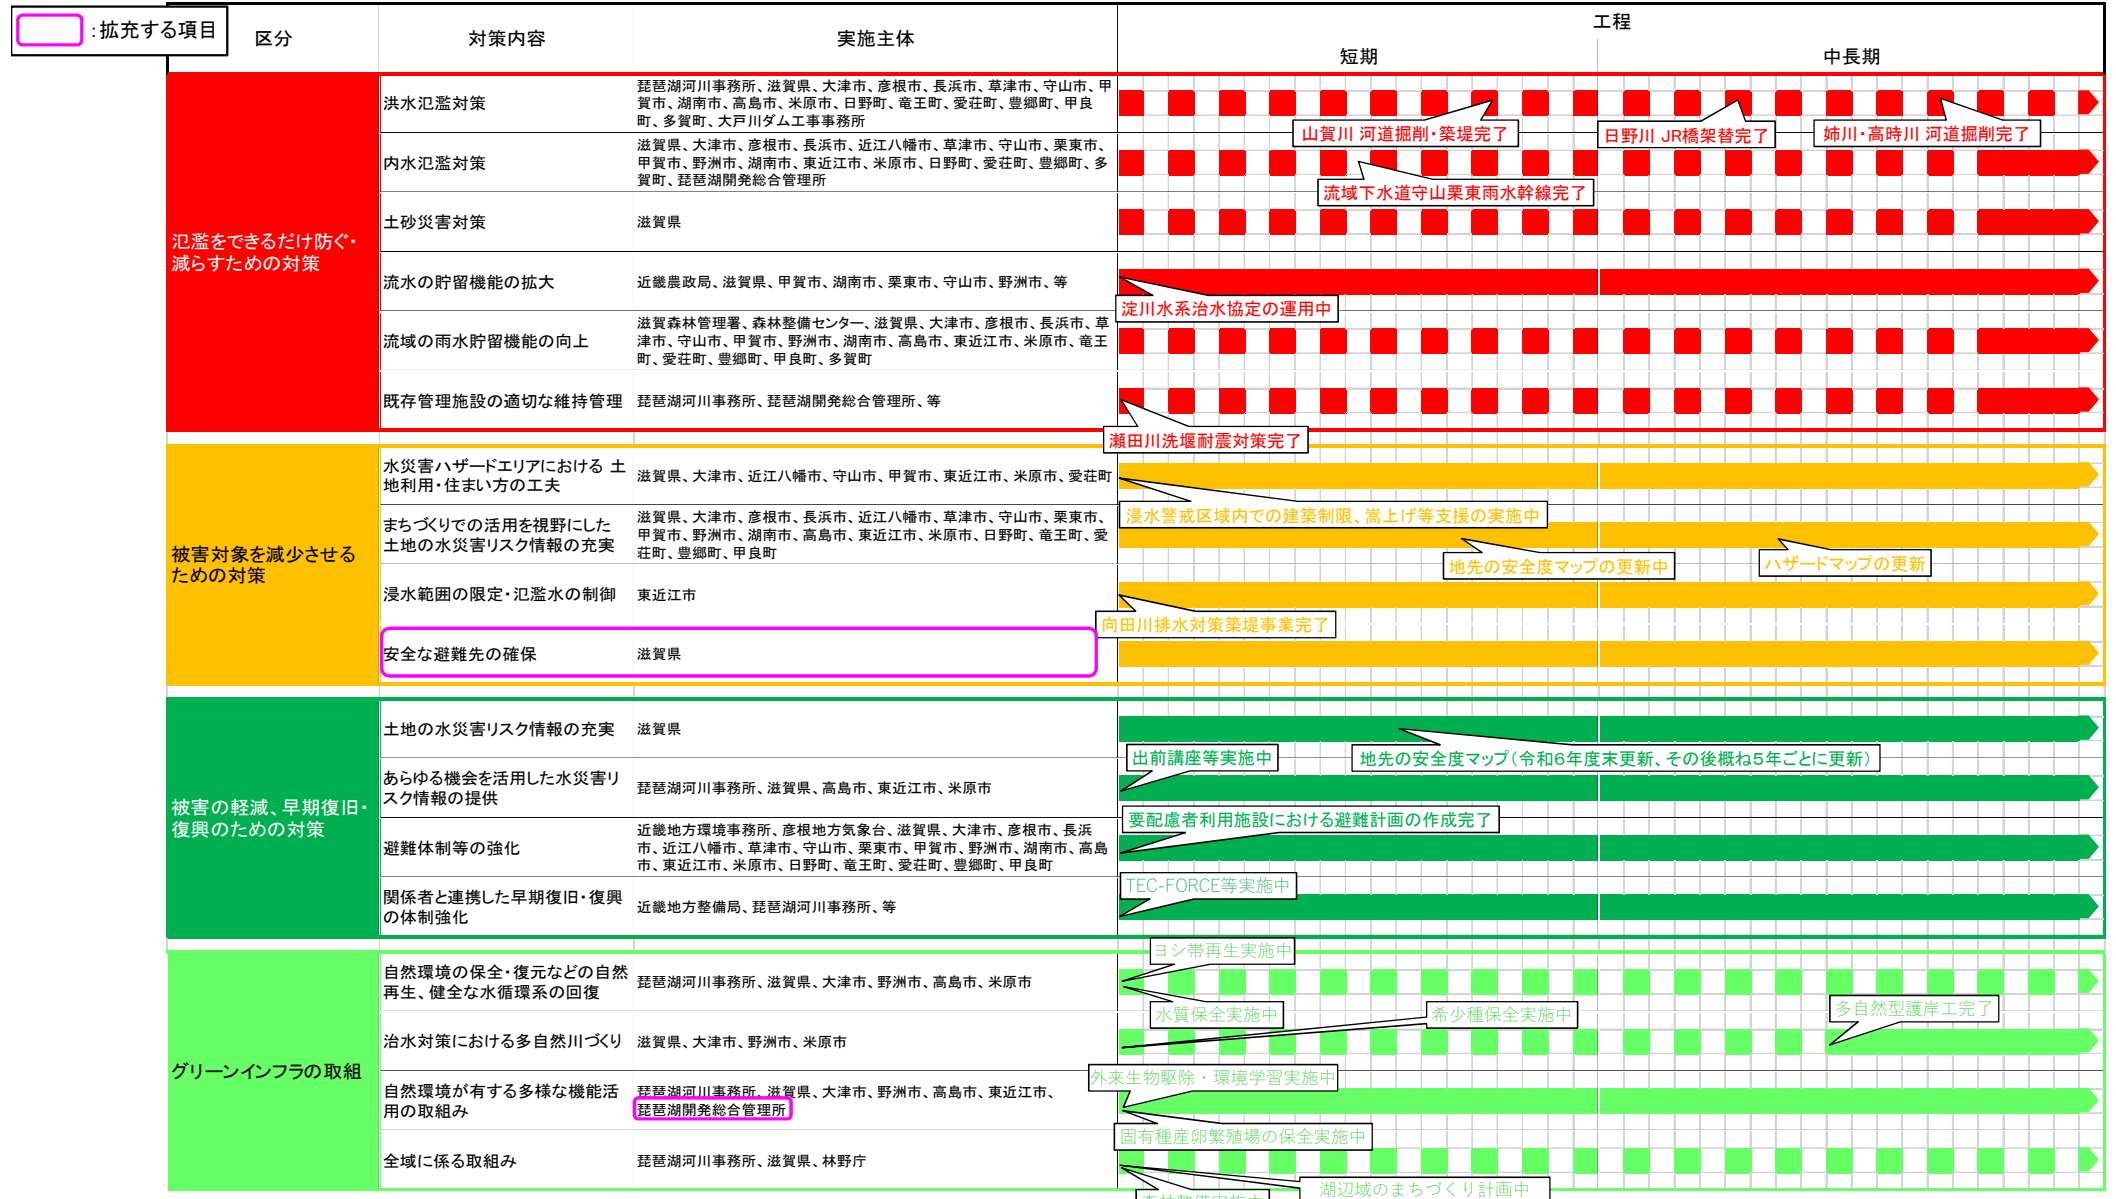 :拡充する項目
区分
対策内容
実施主体
工程
短期
中長期
氾濫をできるだけ防ぐ・
減らすための対策
洪水氾濫対策
琵琶湖河川事務所、滋賀県、大津市、彦根市、長浜市、草津市、守山市、甲
賀市、湖南市、高島市、米原市、日野町、竜王町、愛荘町、豊郷町、甲良
町、多賀町、大戸川ダム工事事務所
山賀川 河道掘削・築堤完了
日野川 JR橋架替完了
姉川・高時川 河道掘削完了
内水氾濫対策
滋賀県、大津市、彦根市、長浜市、近江八幡市、草津市、守山市、栗東市、
甲賀市、野洲市、湖南市、東近江市、米原市、日野町、愛荘町、豊郷町、多
賀町、琵琶湖開発総合管理所
流域下水道守山栗東雨水幹線完了
土砂災害対策
滋賀県
流水の貯留機能の拡大
近畿農政局、滋賀県、甲賀市、湖南市、栗東市、守山市、野洲市、等
淀川水系治水協定の運用中
流域の雨水貯留機能の向上
滋賀森林管理署、森林整備センター、滋賀県、大津市、彦根市、長浜市、草
津市、守山市、甲賀市、野洲市、湖南市、高島市、東近江市、米原市、竜王
町、愛荘町、豊郷町、甲良町、多賀町
既存管理施設の適切な維持管理
琵琶湖河川事務所、琵琶湖開発総合管理所、等
瀬田川洗堰耐震対策完了
被害対象を減少させる
ための対策
水災害ハザードエリアにおける 土
地利用・住まい方の工夫
滋賀県、大津市、近江八幡市、守山市、甲賀市、東近江市、米原市、愛荘町
浸水警戒区域内での建築制限、嵩上げ等支援の実施中
まちづくりでの活用を視野にした
土地の水災害リスク情報の充実
滋賀県、大津市、彦根市、長浜市、近江八幡市、草津市、守山市、栗東市、
甲賀市、野洲市、湖南市、高島市、東近江市、米原市、日野町、竜王町、愛
荘町、豊郷町、甲良町
地先の安全度マップの更新中
ハザードマップの更新
浸水範囲の限定・氾濫水の制御
東近江市
向田川排水対策築堤事業完了
安全な避難先の確保
滋賀県
被害の軽減、早期復旧・
復興のための対策
土地の水災害リスク情報の充実
滋賀県
地先の安全度マップ(令和6年度末更新、その後概ね5年ごとに更新)
出前講座等実施中
あらゆる機会を活用した水災害リ
スク情報の提供
琵琶湖河川事務所、滋賀県、高島市、東近江市、米原市
要配慮者利用施設における避難計画の作成完了
避難体制等の強化
近畿地方環境事務所、彦根地方気象台、滋賀県、大津市、彦根市、長浜
市、近江八幡市、草津市、守山市、栗東市、甲賀市、野洲市、湖南市、高島
市、東近江市、米原市、日野町、竜王町、愛荘町、豊郷町、甲良町
TEC-FORCE等実施中
関係者と連携した早期復旧・復興
の体制強化
近畿地方整備局、琵琶湖河川事務所、等
グリーンインフラの取組
ヨシ帯再生実施中
自然環境の保全・復元などの自然
再生、健全な水循環系の回復
琵琶湖河川事務所、滋賀県、大津市、野洲市、高島市、米原市
水質保全実施中
希少種保全実施中
多自然型護岸工完了
治水対策における多自然川づくり
滋賀県、大津市、野洲市、米原市
外来生物駆除・環境学習実施中
自然環境が有する多様な機能活
用の取組み
琵琶湖河川事務所、滋賀県、大津市、野洲市、高島市、東近江市、
琵琶湖開発総合管理所
固有種産卵繁殖場の保全実施中
全域に係る取組み
琵琶湖河川事務所、滋賀県、林野庁
湖辺域のまちづくり計画中
森林整備実施中